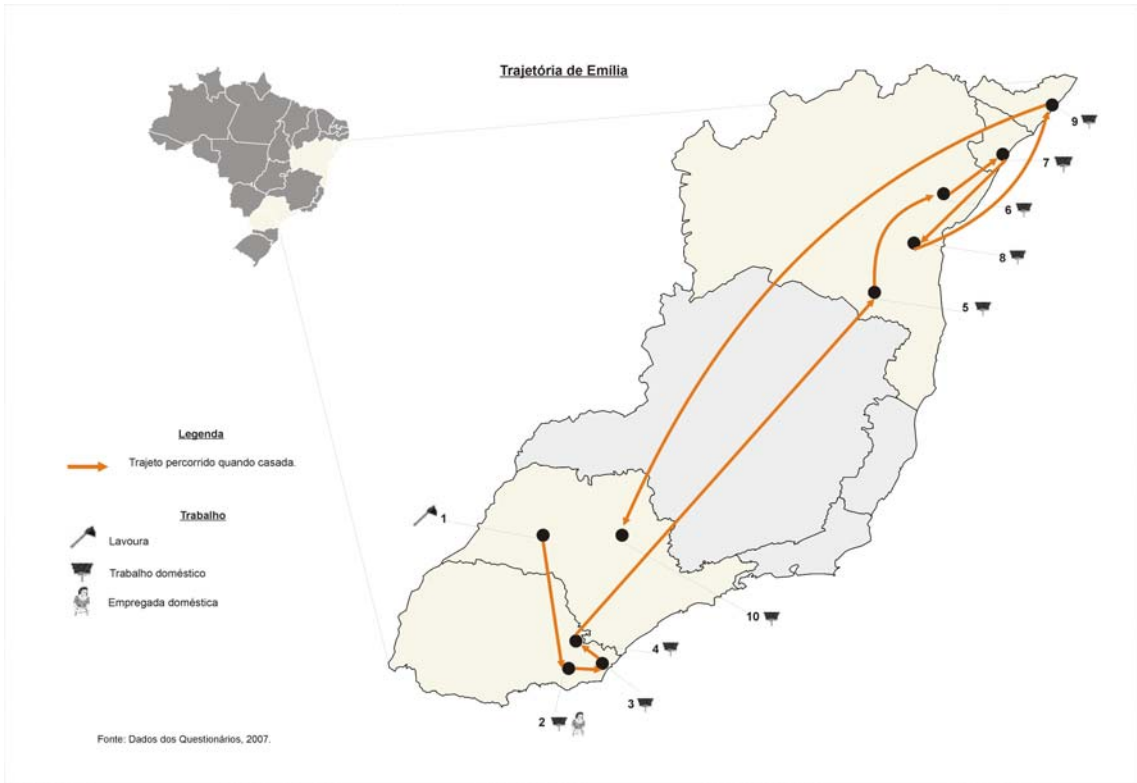 Trajetória de Emília
9
7
6
8
5
Legenda
Trajeto percorrido quando casada.
1
Trabalho
Lavoura
Trabalho doméstico
Empregada doméstica
10
4
3
2
Fonte: Dados dos Questionários, 2007.